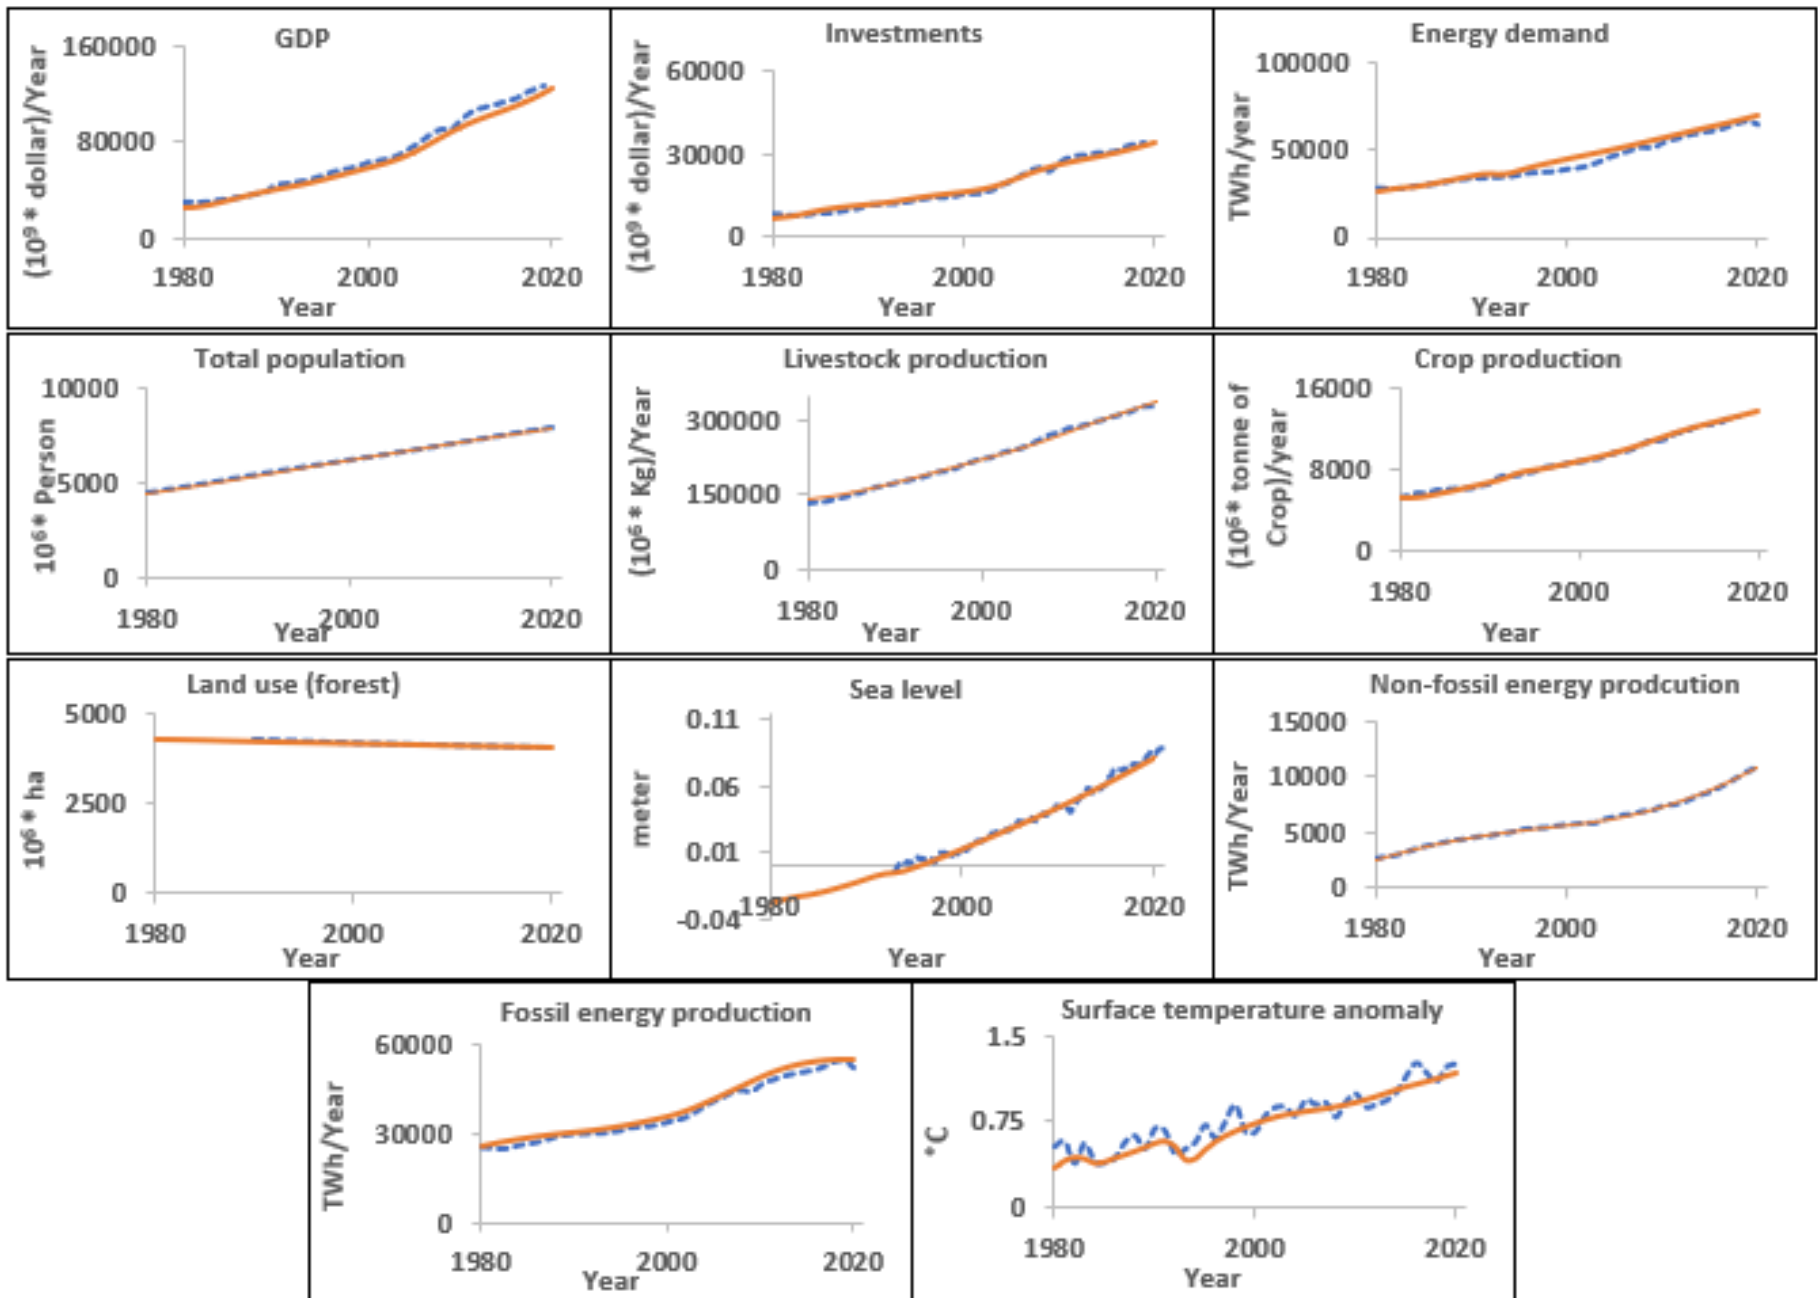 GDP
(10⁹ * dollar)/Year
160000
80000
0
1980 2000 2020
Year
Investments
(10⁹ * dollar)/Year
60000
30000
0
1980 2000 2020
Year
Energy demand
TWh/year
100000
50000
0
1980 2000 2020
Year
Total population
10⁶* Person
10000
5000
0
1980 2000 2020
Year
Livestock production
(10⁶* Kg)/Year
300000
150000
0
1980 2000 2020
Year
Crop production
(10⁶* tonne of
Crop)/year
16000
8000
0
1980 2000 2020
Year
Land use (forest)
10⁶* ha
5000
2500
0
1980 2000 2020
Year
Sea level
meter
0.11
0.06
0.01
-0.04
1980 2000 2020
Year
Non-fossil energy prodcution
TWh/Year
15000
10000
5000
0
1980 2000 2020
Year
Fossil energy production
TWh/Year
60000
30000
0
1980 2000 2020
Year
Surface temperature anomaly
°C
1.5
0.75
0
1980 2000 2020
Year